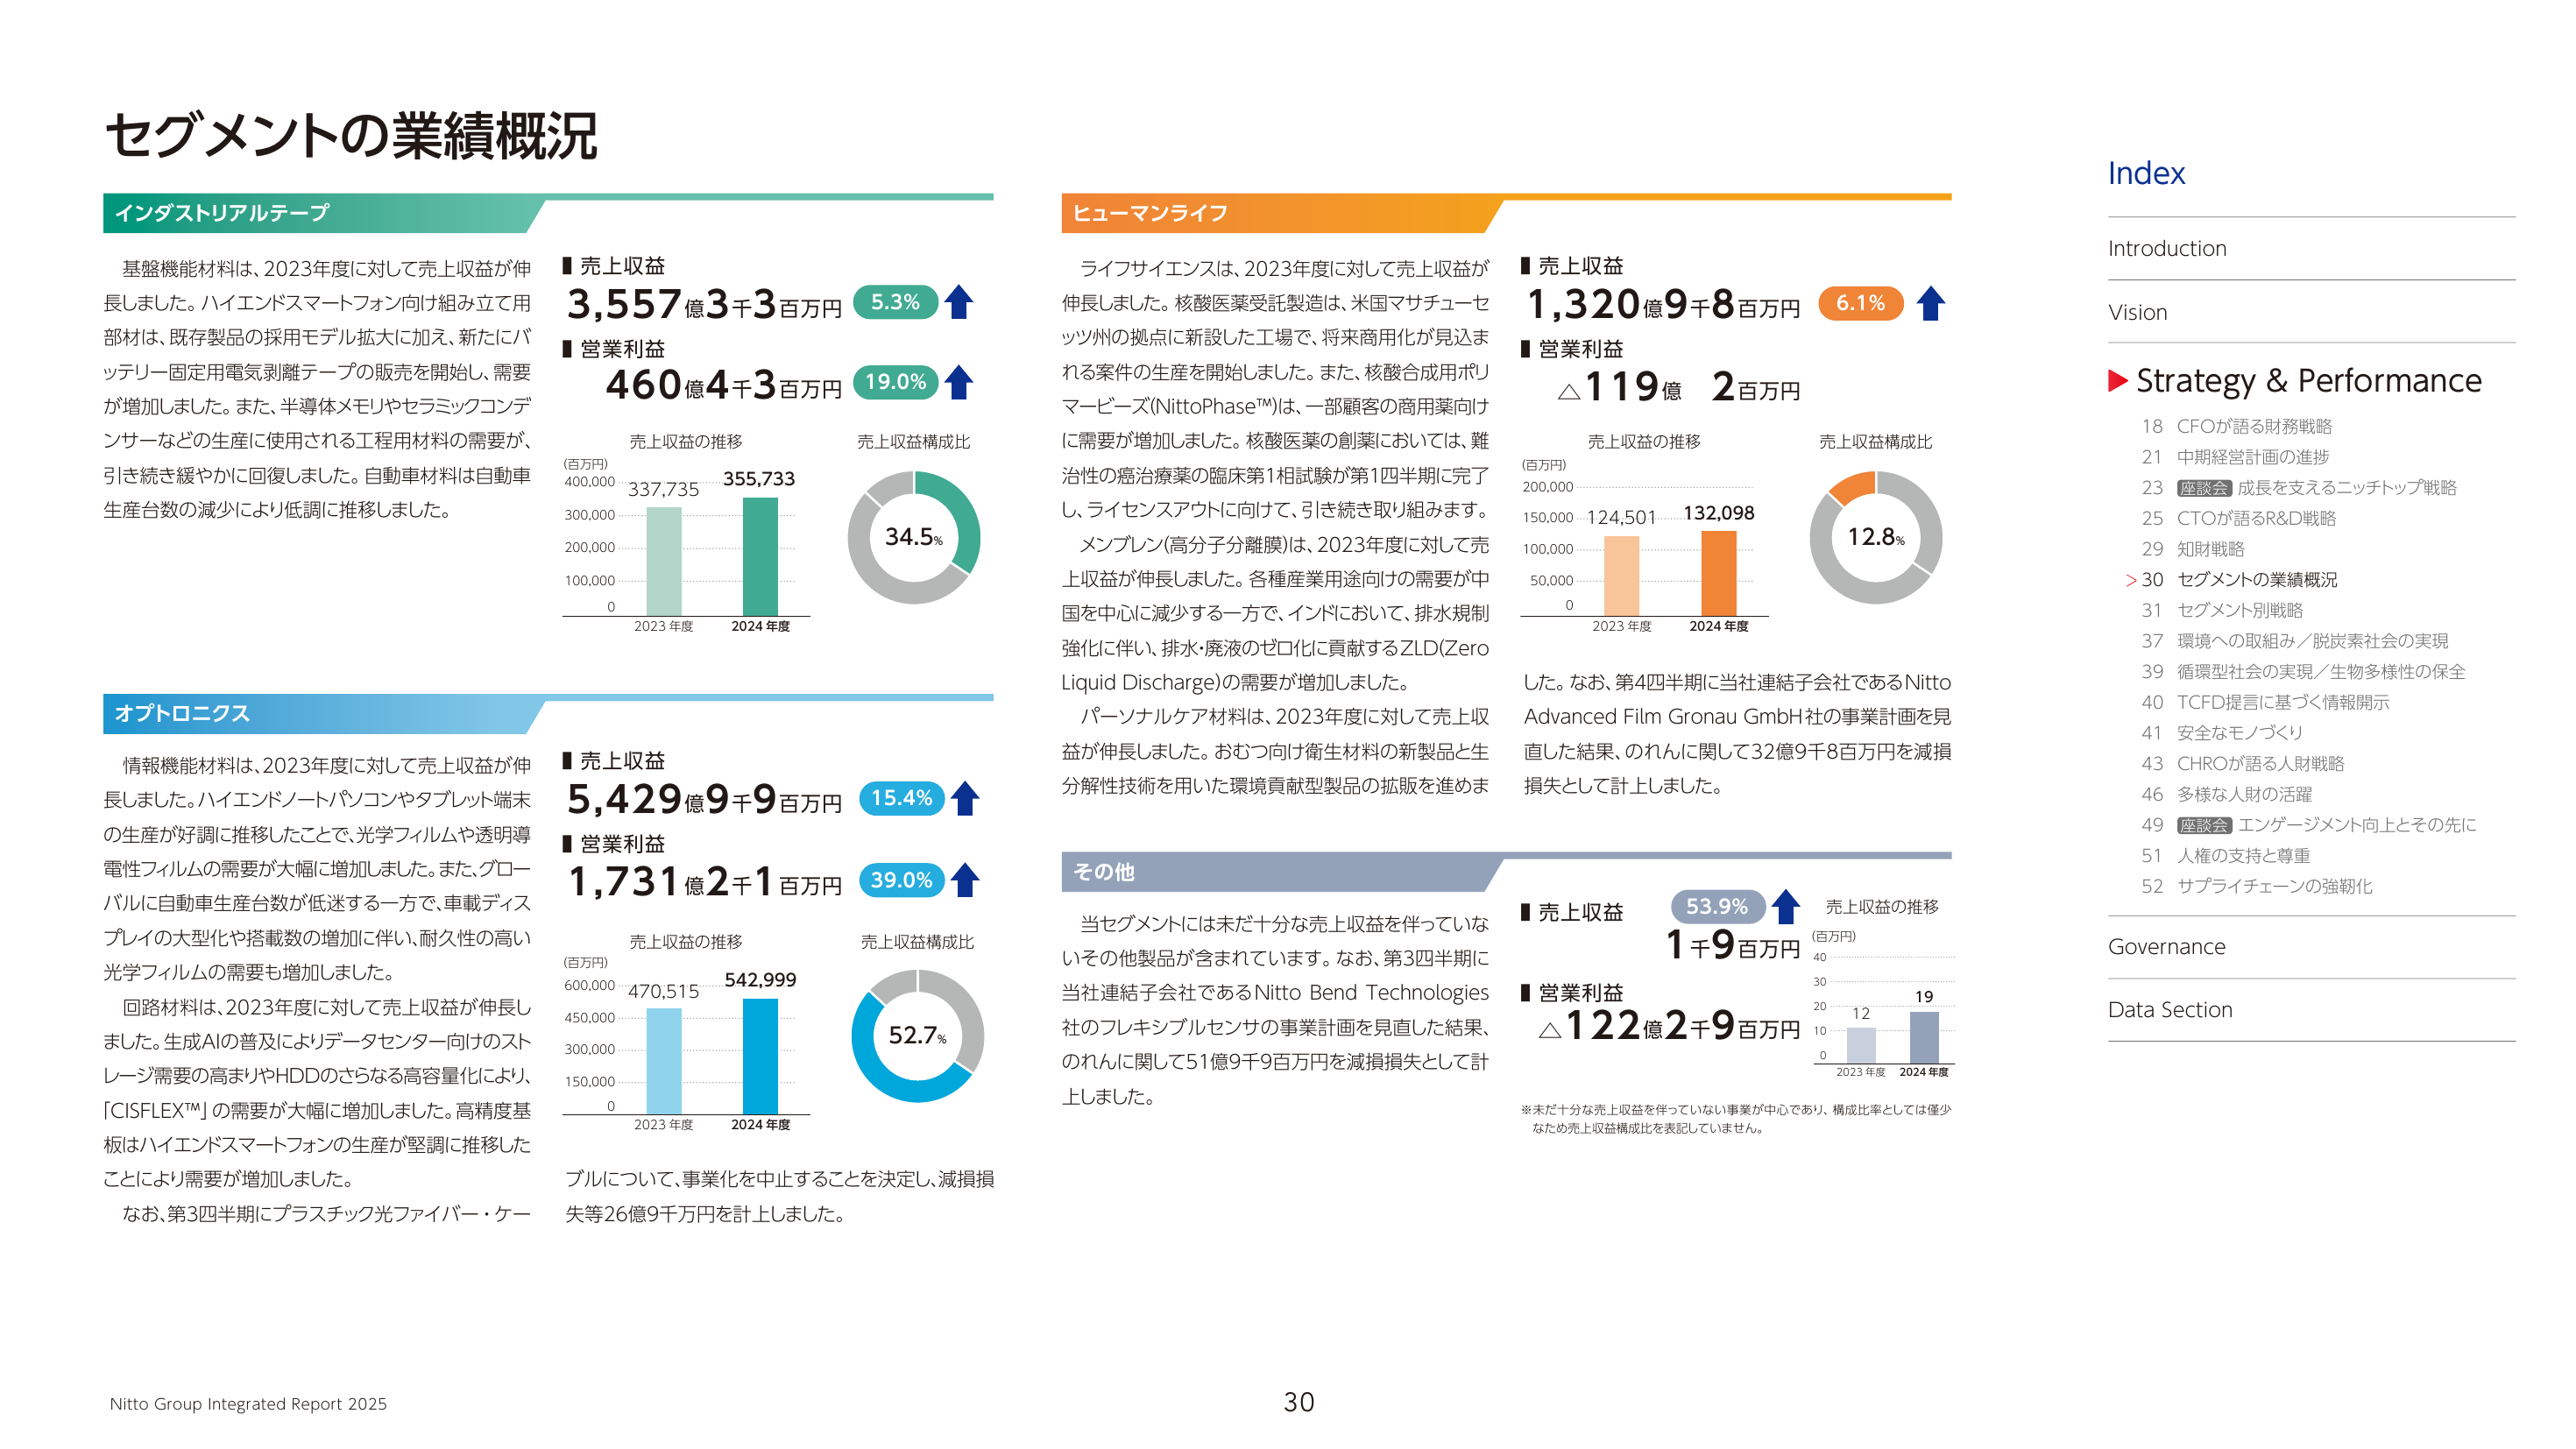 セグメントの業績概況
インダストリアルテープ
基盤機能材料は、2023年度に対して売上収益が伸
長しました。ハイエンドスマートフォン向け組み立て用
部材は、既存製品の採用モデル拡大に加え、新たにバ
ッテリー固定用電気剥離テープの販売を開始し、需要
が増加しました。また、半導体メモリやセラミックコンデ
ンサーなどの生産に使用される工程用材料の需要が、
引き続き緩やかに回復しました。自動車材料は自動車
生産台数の減少により低調に推移しました。
売上収益
3,557億3千3百万円 5.3%
営業利益
460億4千3百万円 19.0%
売上収益の推移
(百万円)
400,000
300,000
200,000
100,000
0
337,735
355,733
2023 年度
2024 年度
売上収益構成比
34.5%
オプトロニクス
情報機能材料は、2023年度に対して売上収益が伸
長しました。ハイエンドノートパソコンやタブレット端末
の生産が好調に推移したことで、光学フィルムや透明導
電性フィルムの需要が大幅に増加しました。また、グロー
バルに自動車生産台数が低迷する一方で、車載ディス
プレイの大型化や搭載数の増加に伴い、耐久性の高い
光学フィルムの需要も増加しました。
回路材料は、2023年度に対して売上収益が伸長し
ました。生成AIの普及によりデータセンター向けのスト
レージ需要の高まりやHDDのさらなる高容量化により、
「CISFLEX™」の需要が大幅に増加しました。高精度基
板はハイエンドスマートフォンの生産が堅調に推移した
ことにより需要が増加しました。
なお、第3四半期にプラスチック光ファイバー・ケー
売上収益
5,429億9千9百万円 15.4%
営業利益
1,731億2千1百万円 39.0%
売上収益の推移
(百万円)
600,000
450,000
300,000
150,000
0
470,515
542,999
2023 年度
2024 年度
売上収益構成比
52.7%
ブルについて、事業化を中止することを決定し、減損損
失等26億9千万円を計上しました。
ヒューマンライフ
ライフサイエンスは、2023年度に対して売上収益が
伸長しました。核酸医薬受託製造は、米国マサチューセ
ッツ州の拠点に新設した工場で、将来商用化が見込ま
れる案件の生産を開始しました。また、核酸合成用ポリ
マービーズ(NittoPhase™)は、一部顧客の商用薬向け
に需要が増加しました。核酸医薬の創薬においては、難
治性の癌治療薬の臨床第1相試験が第1四半期に完了
し、ライセンスアウトに向けて、引き続き取り組みます。
メンブレン(高分子分離膜)は、2023年度に対して売
上収益が伸長しました。各種産業用途向けの需要が中
国を中心に減少する一方で、インドにおいて、排水規制
強化に伴い、排水・廃液のゼロ化に貢献するZLD(Zero
Liquid Discharge)の需要が増加しました。
パーソナルケア材料は、2023年度に対して売上収
益が伸長しました。おむつ向け衛生材料の新製品と生
分解性技術を用いた環境貢献型製品の拡販を進めま
売上収益
1,320億9千8百万円 6.1%
営業利益
△119億 2百万円
売上収益の推移
(百万円)
200,000
150,000
100,000
50,000
0
124,501
132,098
2023 年度
2024 年度
売上収益構成比
12.8%
した。なお、第4四半期に当社連結子会社であるNitto
Advanced Film Gronau GmbH社の事業計画を見
直した結果、のれんに関して32億9千8百万円を減損
損失として計上しました。
その他
当セグメントには未だ十分な売上収益を伴っていな
いその他製品が含まれています。なお、第3四半期に
当社連結子会社であるNitto Bend Technologies
社のフレキシブルセンサの事業計画を見直した結果、
のれんに関して51億9千9百万円を減損損失として計
上しました。
売上収益
53.9%
1千9百万円
営業利益
△122億2千9百万円
売上収益の推移
(百万円)
40
30
20
10
0
12
19
2023 年度
2024 年度
※未だ十分な売上収益を伴っていない事業が中心であり、構成比率としては僅少
なため売上収益構成比を表記していません。
Index
Introduction
Vision
Strategy & Performance
18 CFOが語る財務戦略
21 中期経営計画の進捗
23 座談会 成長を支えるニッチトップ戦略
25 CTOが語るR&D戦略
29 知財戦略
> 30 セグメントの業績概況
31 セグメント別戦略
37 環境への取組み／脱炭素社会の実現
39 循環型社会の実現／生物多様性の保全
40 TCFD提言に基づく情報開示
41 安全なモノづくり
43 CHROが語る人財戦略
46 多様な人財の活躍
49 座談会 エンゲージメント向上とその先に
51 人権の支持と尊重
52 サプライチェーンの強靭化
Governance
Data Section
Nitto Group Integrated Report 2025
30